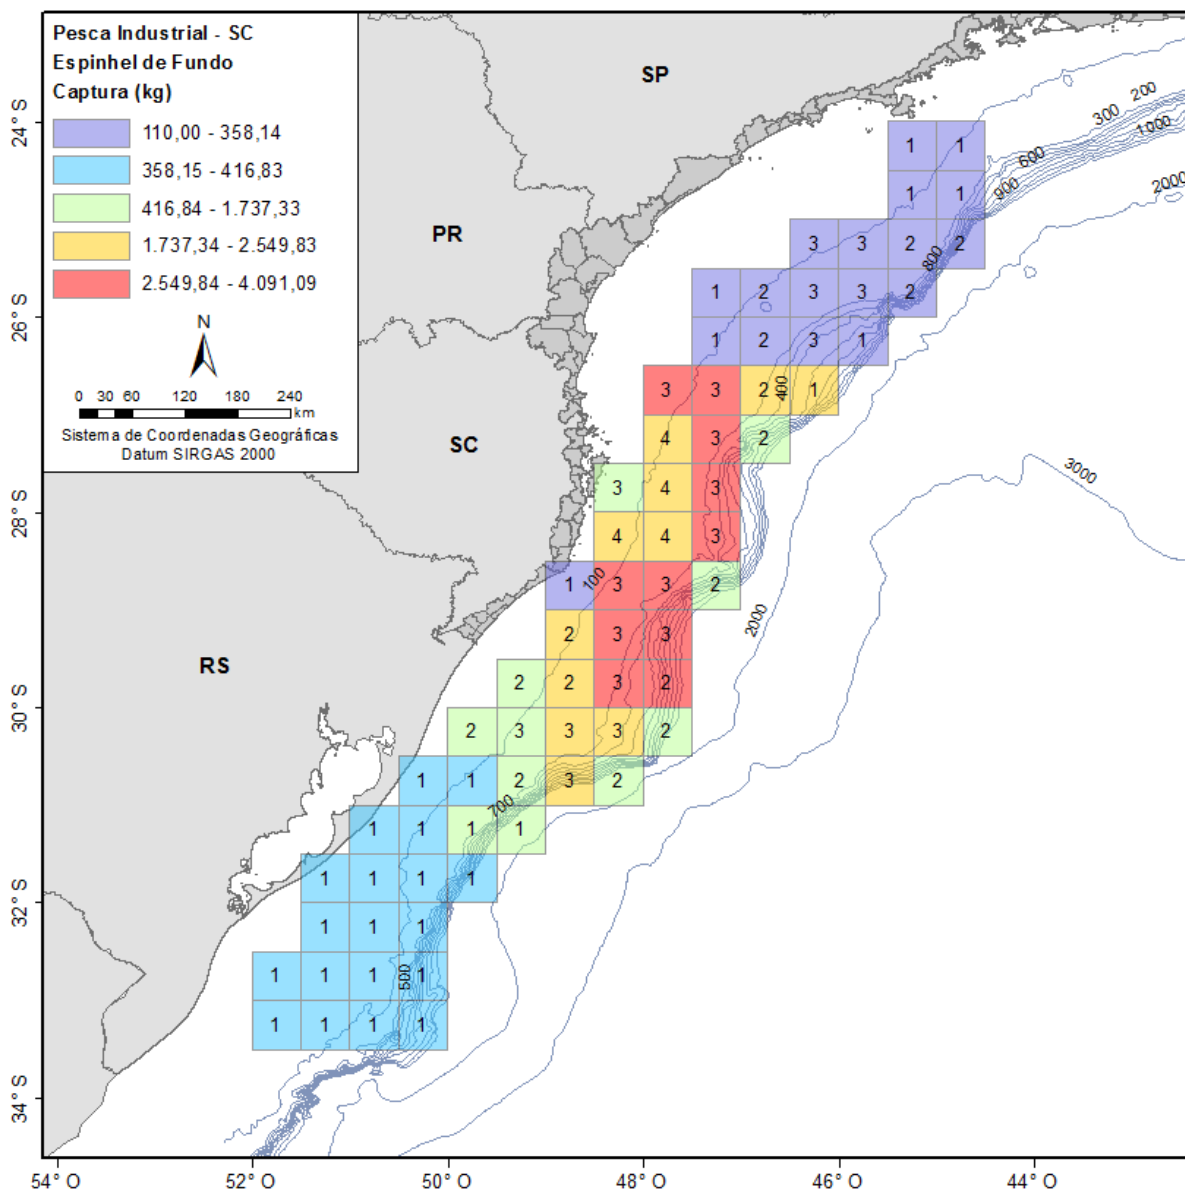 Pesca Industrial - SC
Espinhel de Fundo
Captura (kg)
110,00 - 358,14
358,15 - 416,83
416,84 - 1.737,33
1.737,34 - 2.549,83
2.549,84 - 4.091,09
N
0 30 60 120 180 240
km
Sistema de Coordenadas Geográficas
Datum SIRGAS 2000
SP
PR
SC
RS
24° S
26° S
28° S
30° S
32° S
34° S
200
300
1000
600
900
2000
800
400
3000
100
2000
700
500
1 1
1 1
3 3 2 2
1 2 3 3 2
1 2 3 1
3 3 2 1
4 3 2
3 4 3
4 4 3
1 3 3 2
2 3 3
2 2 3 2
2 3 3 3 2
1 1 2 3 2
1 1 1 1
1 1 1 1
1 1 1
1 1 1 1
1 1 1 1
54° O 52° O 50° O 48° O 46° O 44° O